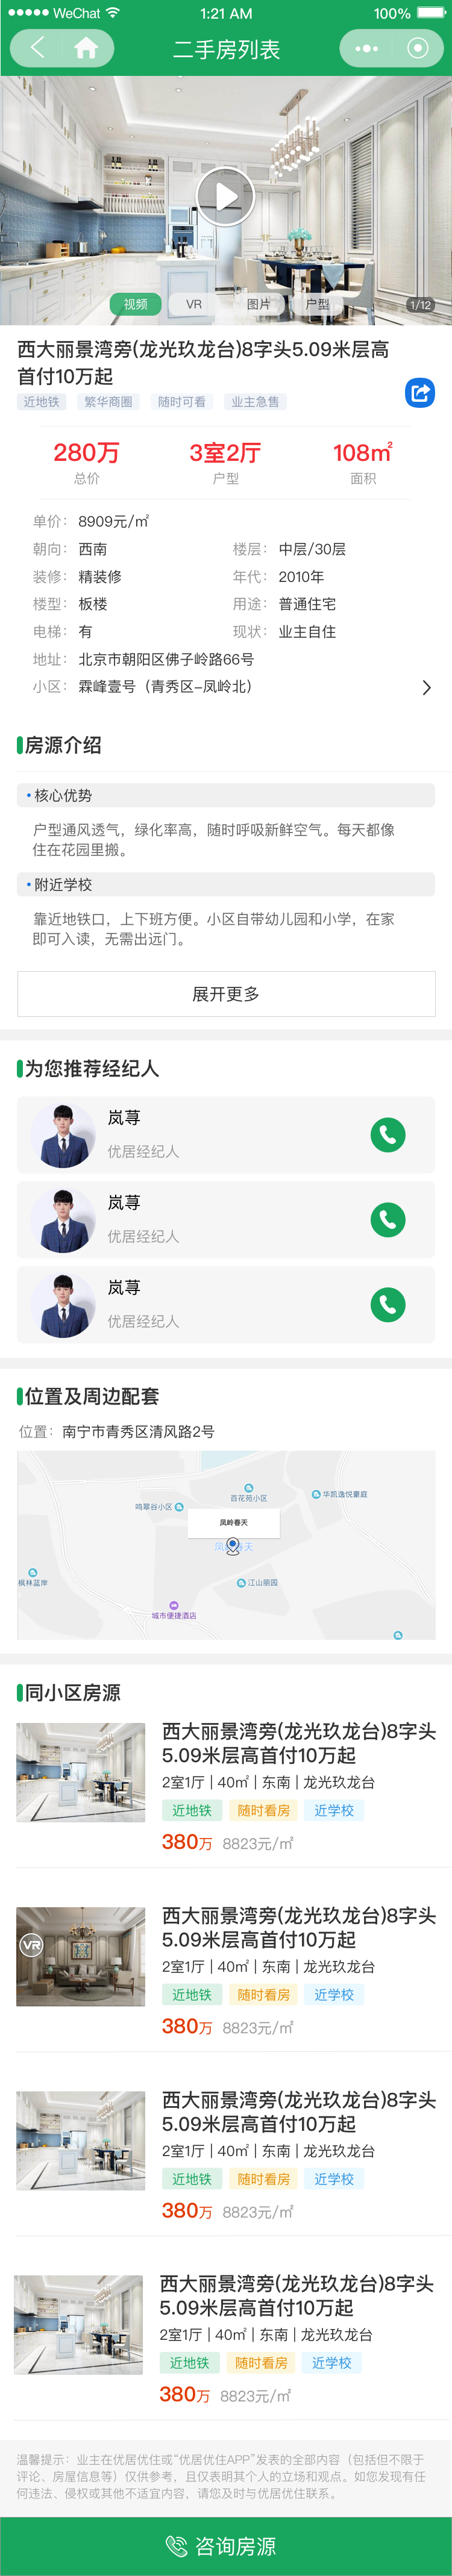 WeChat 1:21 AM 100%
二手房列表
视频 VR 图片 户型 1/12
西大丽景湾旁(龙光玖龙台)8字头5.09米层高
首付10万起
近地铁 繁华商圈 随时可看 业主急售
280万 3室2厅 108㎡
总价 户型 面积
单价： 8909元/㎡
朝向： 西南 楼层： 中层/30层
装修： 精装修 年代： 2010年
楼型： 板楼 用途： 普通住宅
电梯： 有 现状： 业主自住
地址： 北京市朝阳区佛子岭路66号
小区： 霖峰壹号（青秀区-凤岭北）
房源介绍
核心优势
户型通风透气，绿化率高，随时呼吸新鲜空气。每天都像
住在花园里搬。
附近学校
靠近地铁口，上下班方便。小区自带幼儿园和小学，在家
即可入读，无需出远门。
展开更多
为您推荐经纪人
岚荨
优居经纪人
岚荨
优居经纪人
岚荨
优居经纪人
位置及周边配套
位置： 南宁市青秀区清风路2号
华凯逸悦豪庭
百花苑小区
鸣翠谷小区
凤岭春天
凤岭春天
枫林蓝岸
江山丽园
城市便捷酒店
同小区房源
西大丽景湾旁(龙光玖龙台)8字头
5.09米层高首付10万起
2室1厅 | 40㎡ | 东南 | 龙光玖龙台
近地铁 随时看房 近学校
380万 8823元/㎡
西大丽景湾旁(龙光玖龙台)8字头
5.09米层高首付10万起
VR
2室1厅 | 40㎡ | 东南 | 龙光玖龙台
近地铁 随时看房 近学校
380万 8823元/㎡
西大丽景湾旁(龙光玖龙台)8字头
5.09米层高首付10万起
2室1厅 | 40㎡ | 东南 | 龙光玖龙台
近地铁 随时看房 近学校
380万 8823元/㎡
西大丽景湾旁(龙光玖龙台)8字头
5.09米层高首付10万起
2室1厅 | 40㎡ | 东南 | 龙光玖龙台
近地铁 随时看房 近学校
380万 8823元/㎡
温馨提示：业主在优居优住或“优居优住APP”发表的全部内容（包括但不限于
评论、房屋信息等）仅供参考，且仅表明其个人的立场和观点。如您发现有任
何违法、侵权或其他不适宜内容，请您及时与优居优住联系。
咨询房源